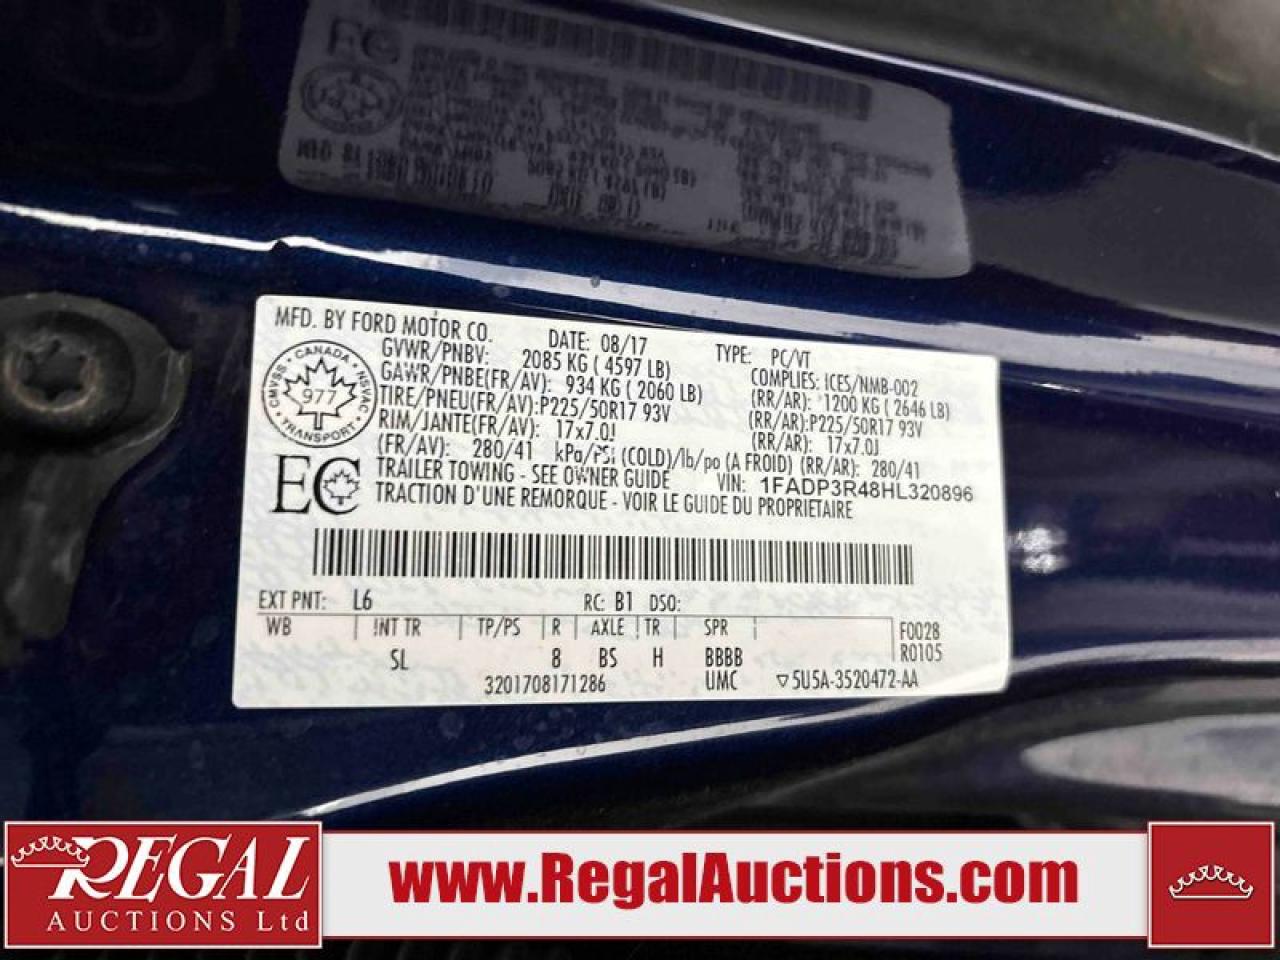 MFD. BY FORD MOTOR CO. DATE: 08/17 TYPE: PC/VT
GVWR/PNBV: 2085 KG ( 4597 LB) COMPLIES: ICES/NMB-002
GAWR/PNBE(FR/AV): 934 KG ( 2060 LB) (RR/AR): 1200 KG ( 2646 LB)
TIRE/PNEU(FR/AV): P225/50R17 93V (RR/AR): P225/50R17 93V
RIM/JANTE(FR/AV): 17x7.0J (RR/AR): 17x7.0J
(FR/AV): 280/41 kPa/PSi (COLD)/lb/po (A FROID) (RR/AR): 280/41
TRAILER TOWING - SEE OWNER GUIDE VIN: 1FADP3R48HL320896
TRACTION D'UNE REMORQUE - VOIR LE GUIDE DU PROPRIETAIRE
CANADA
CMVSS 977 NSVAC
TRANSPORT
EC
EXT PNT: L6 RC: B1 DSO:
WB INT TR TP/PS R AXLE TR SPR F0028
SL 8 BS H BBBB R0105
3201708171286 UMC ▽5U5A-3520472-AA
REGAL
AUCTIONS Ltd
www.RegalAuctions.com